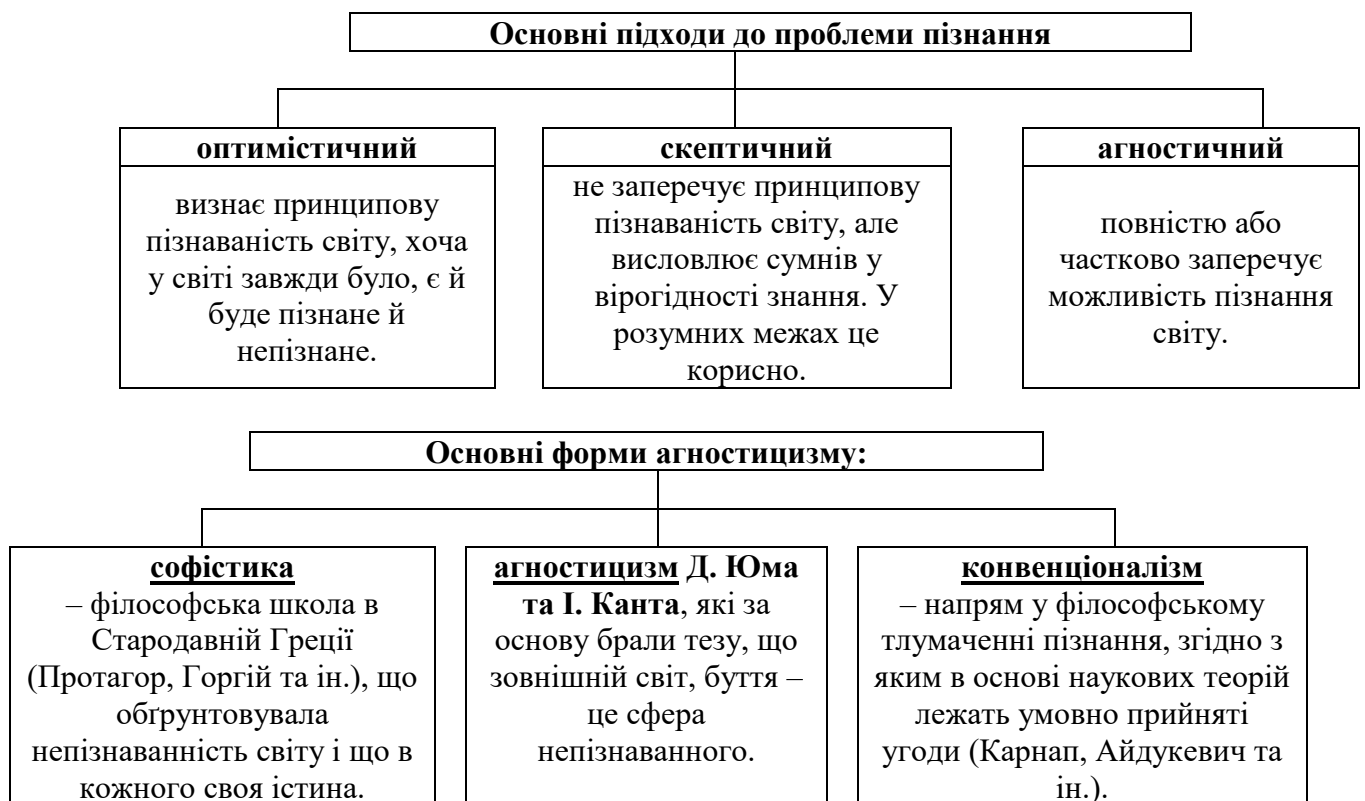 Основні підходи до проблеми пізнання
оптимістичний
визнає принципову
пізнаваність світу, хоча
у світі завжди було, є й
буде пізнане й
непізнане.
скептичний
не заперечує принципову
пізнаваність світу, але
висловлює сумнів у
вірогідності знання. У
розумних межах це
корисно.
агностичний
повністю або
частково заперечує
можливість пізнання
світу.
Основні форми агностицизму:
софістика
– філософська школа в
Стародавній Греції
(Протагор, Горгій та ін.), що
обґрунтовувала
непізнаванність світу і що в
кожного своя істина.
агностицизм Д. Юма
та І. Канта, які за
основу брали тезу, що
зовнішній світ, буття –
це сфера
непізнаванного.
конвенціоналізм
– напрям у філософському
тлумаченні пізнання, згідно з
яким в основі наукових теорій
лежать умовно прийняті
угоди (Карнап, Айдукевич та
ін.).